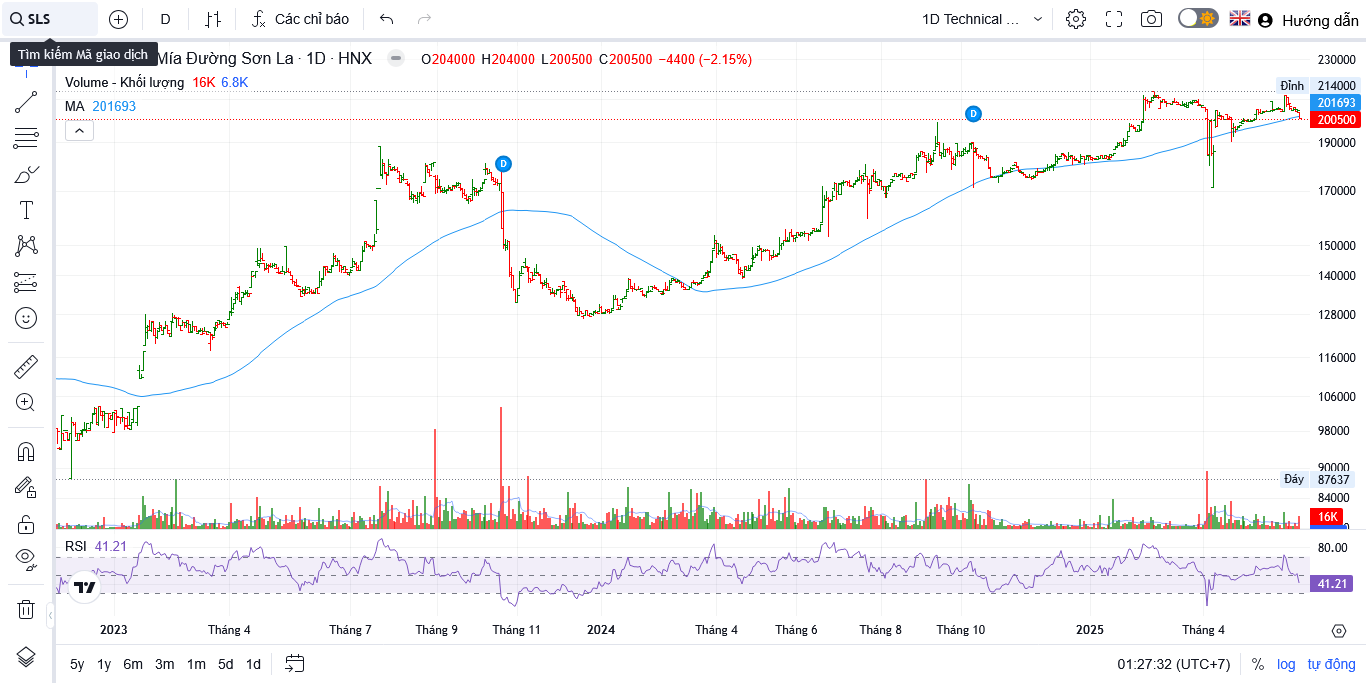 SLS
D
Các chỉ báo
1D Technical ...
Hướng dẫn
Tìm kiếm Mã giao dịch
Mía Đường Sơn La · 1D · HNX
O204000 H204000 L200500 C200500 −4400 (−2.15%)
Volume - Khối lượng 16K 6.8K
MA 201693
230000
Đỉnh 214000
201693
200500
190000
170000
150000
140000
128000
116000
106000
98000
90000
Đáy 87637
84000
16K
D
D
RSI 41.21
80.00
41.21
2023 Tháng 4 Tháng 7 Tháng 9 Tháng 11 2024 Tháng 4 Tháng 6 Tháng 8 Tháng 10 2025 Tháng 4
5y 1y 6m 3m 1m 5d 1d
01:27:32 (UTC+7) % log tự động